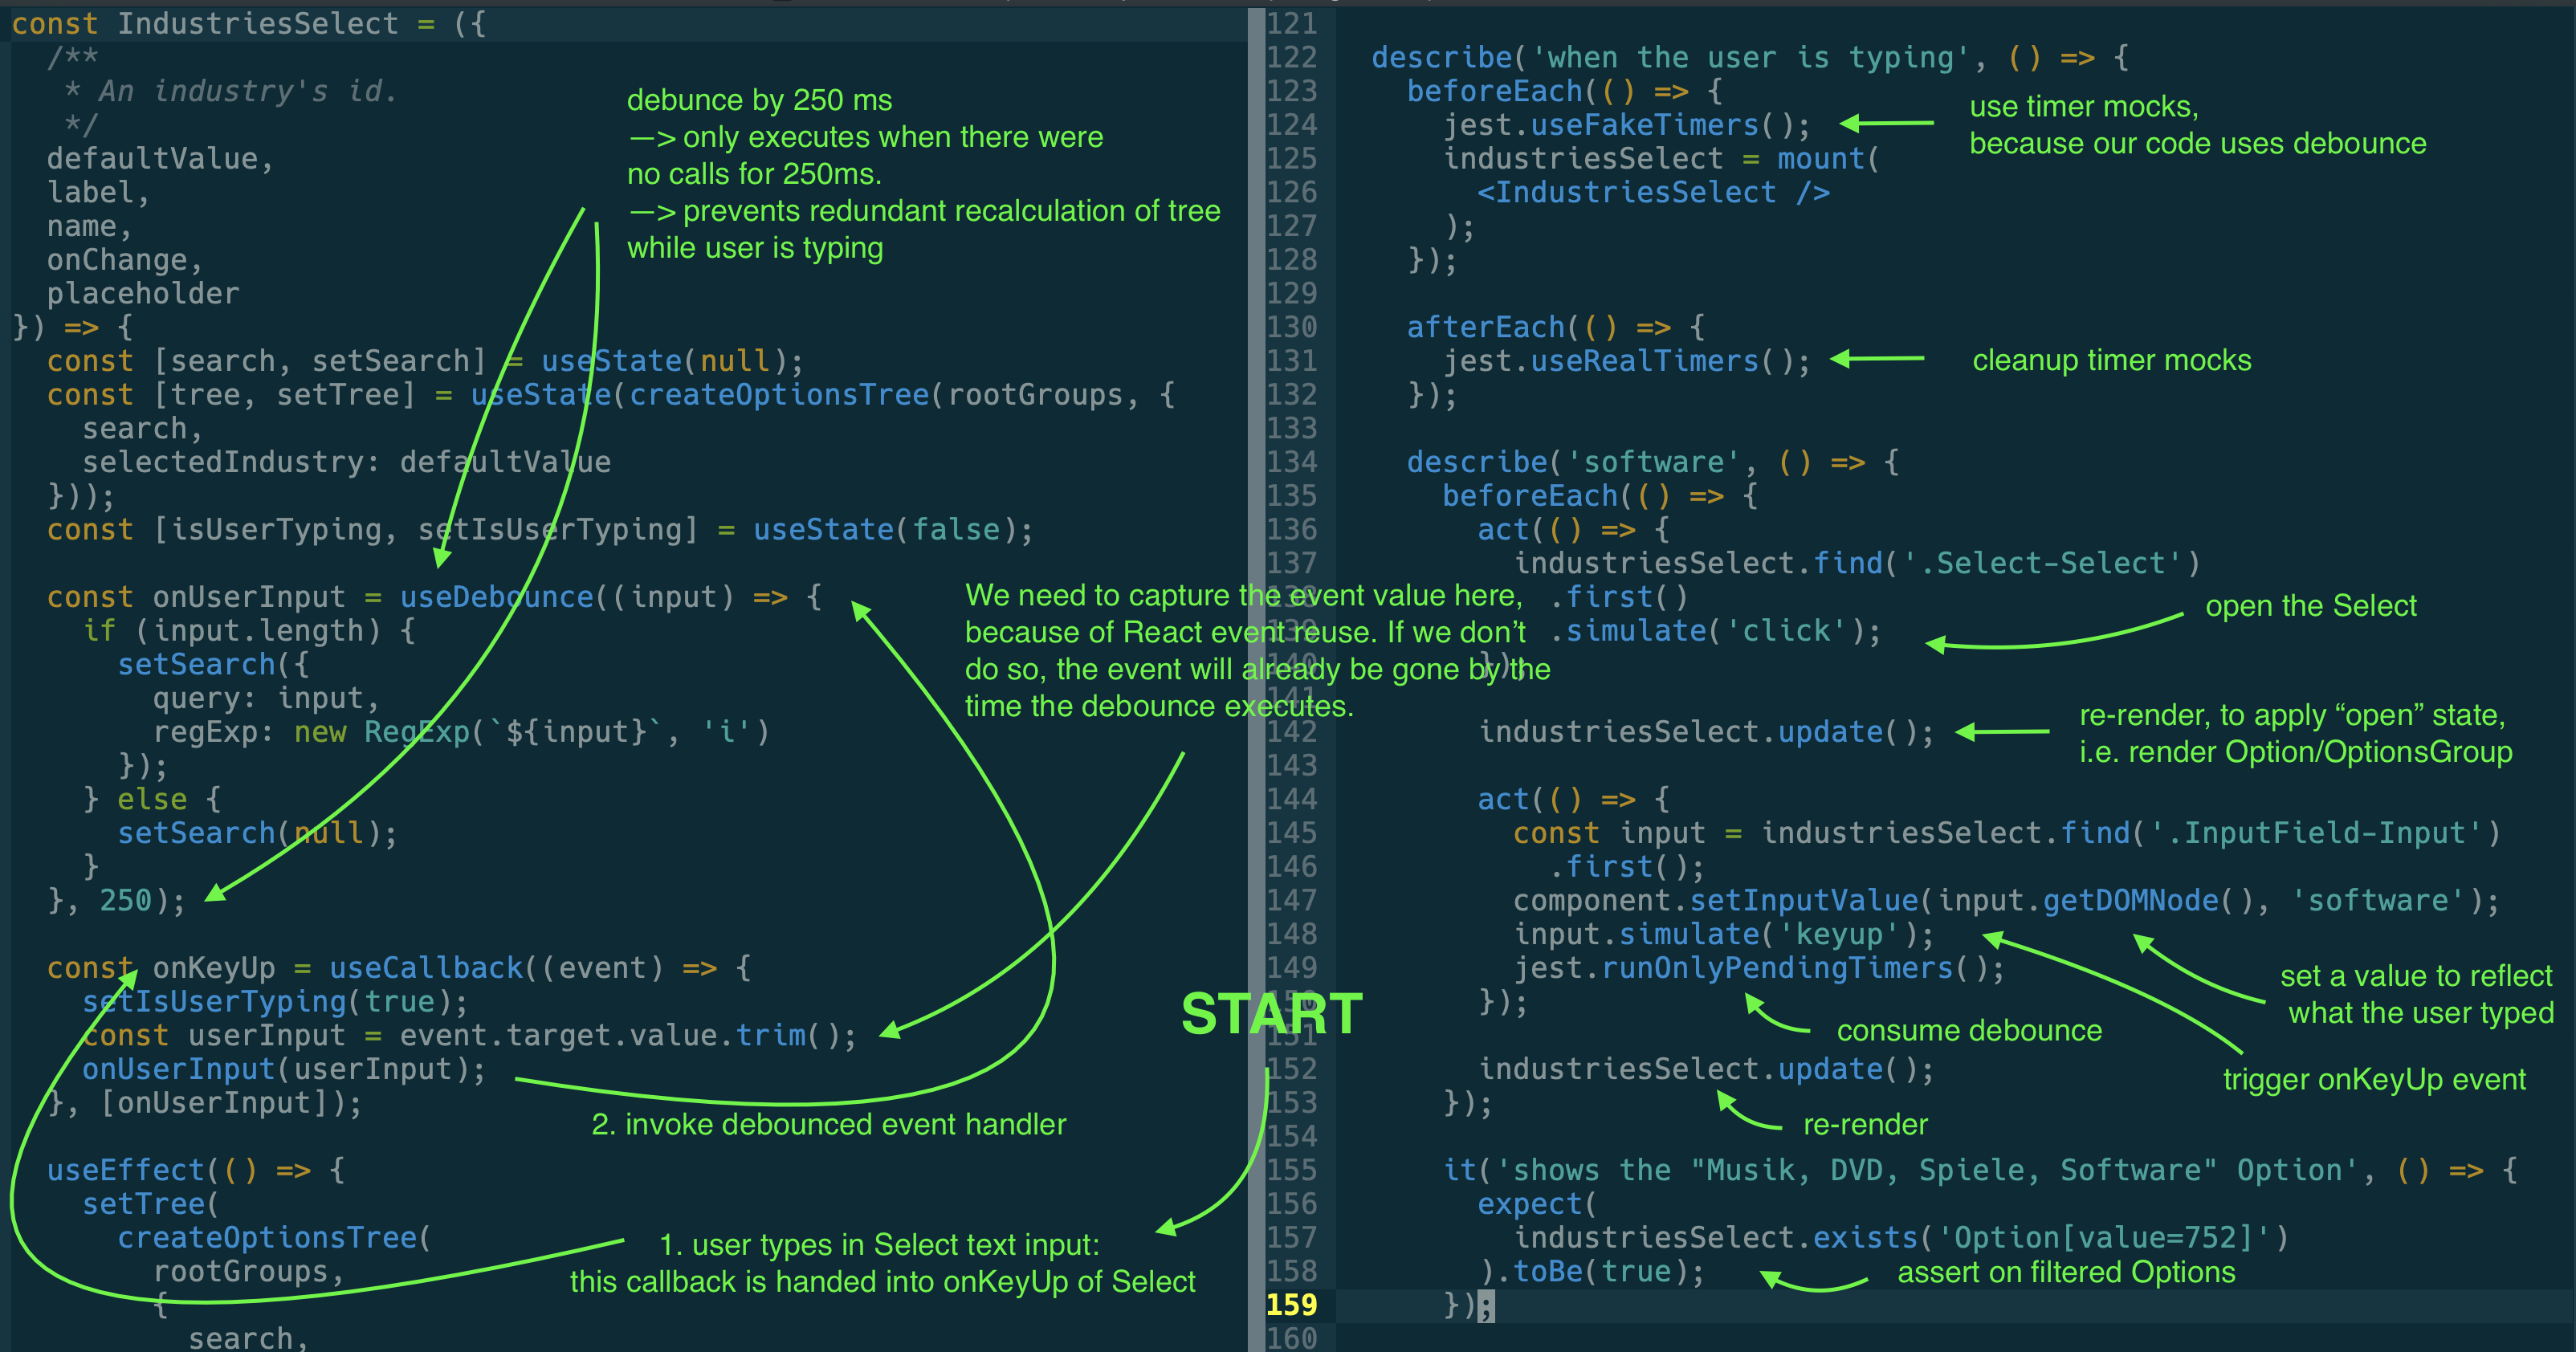 const IndustriesSelect = ({
  /**
   * An industry's id.
   */
  defaultValue,
  label,
  name,
  onChange,
  placeholder
}) => {
  const [search, setSearch] = useState(null);
  const [tree, setTree] = useState(createOptionsTree(rootGroups, {
    search,
    selectedIndustry: defaultValue
  }));
  const [isUserTyping, setIsUserTyping] = useState(false);
  const onUserInput = useDebounce((input) => {
    if (input.length) {
      setSearch({
        query: input,
        regExp: new RegExp(`${input}`, 'i')
      });
    } else {
      setSearch(null);
    }
  }, 250);
  const onKeyUp = useCallback((event) => {
    setIsUserTyping(true);
    const userInput = event.target.value.trim();
    onUserInput(userInput);
  }, [onUserInput]);
  useEffect(() => {
    setTree(
      createOptionsTree(
        rootGroups,
        {
          search,
debunce by 250 ms
—> only executes when there were
no calls for 250ms.
—> prevents redundant recalculation of tree
while user is typing
We need to capture the event value here,
because of React event reuse. If we don't
do so, the event will already be gone by the
time the debounce executes.
START
2. invoke debounced event handler
1. user types in Select text input:
this callback is handed into onKeyUp of Select
121
122   describe('when the user is typing', () => {
123     beforeEach(() => {
124       jest.useFakeTimers();
125       industriesSelect = mount(
126         <IndustriesSelect />
127       );
128     });
129
130     afterEach(() => {
131       jest.useRealTimers();
132     });
133
134     describe('software', () => {
135       beforeEach(() => {
136         act(() => {
137           industriesSelect.find('.Select-Select')
138             .first()
139             .simulate('click');
140         });
141
142         industriesSelect.update();
143
144         act(() => {
145           const input = industriesSelect.find('.InputField-Input')
146             .first();
147           component.setInputValue(input.getDOMNode(), 'software');
148           input.simulate('keyup');
149           jest.runOnlyPendingTimers();
150         });
151
152         industriesSelect.update();
153       });
154
155       it('shows the "Musik, DVD, Spiele, Software" Option', () => {
156         expect(
157           industriesSelect.exists('Option[value=752]')
158         ).toBe(true);
159       });
160
use timer mocks,
because our code uses debounce
cleanup timer mocks
open the Select
re-render, to apply “open” state,
i.e. render Option/OptionsGroup
set a value to reflect
what the user typed
consume debounce
trigger onKeyUp event
re-render
assert on filtered Options